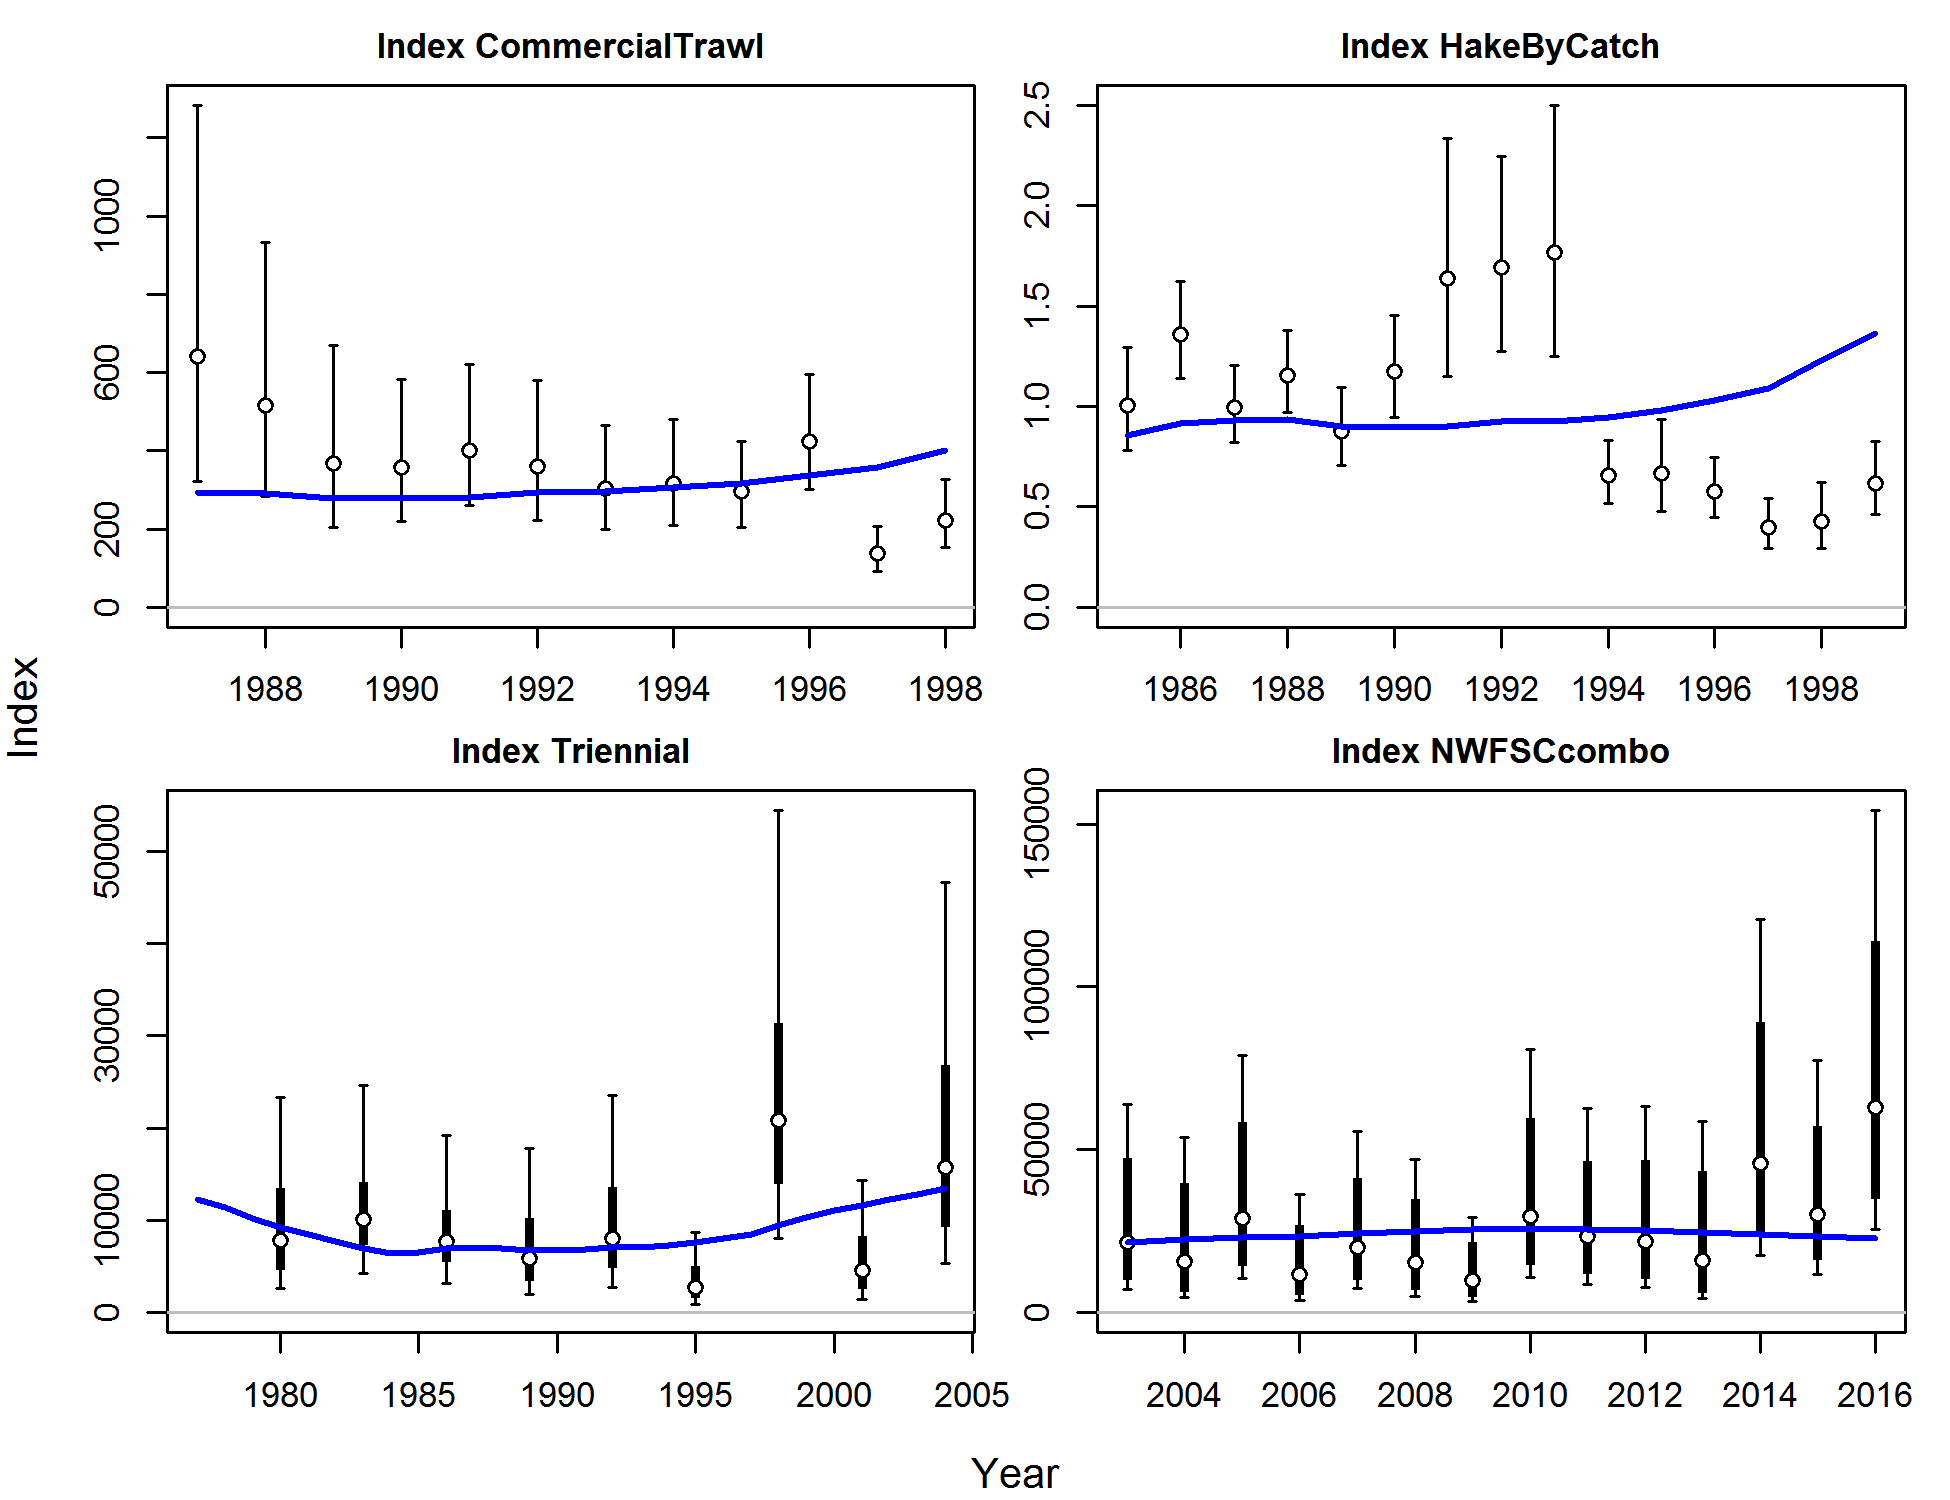 Index CommercialTrawl
Index HakeByCatch
0 200 600 1000
1988 1990 1992 1994 1996 1998
0.0 0.5 1.0 1.5 2.0 2.5
1986 1988 1990 1992 1994 1996 1998
Index
Index Triennial
Index NWFSCcombo
0 10000 30000 50000
1980 1985 1990 1995 2000 2005
0 50000 100000 150000
2004 2006 2008 2010 2012 2014 2016
Year